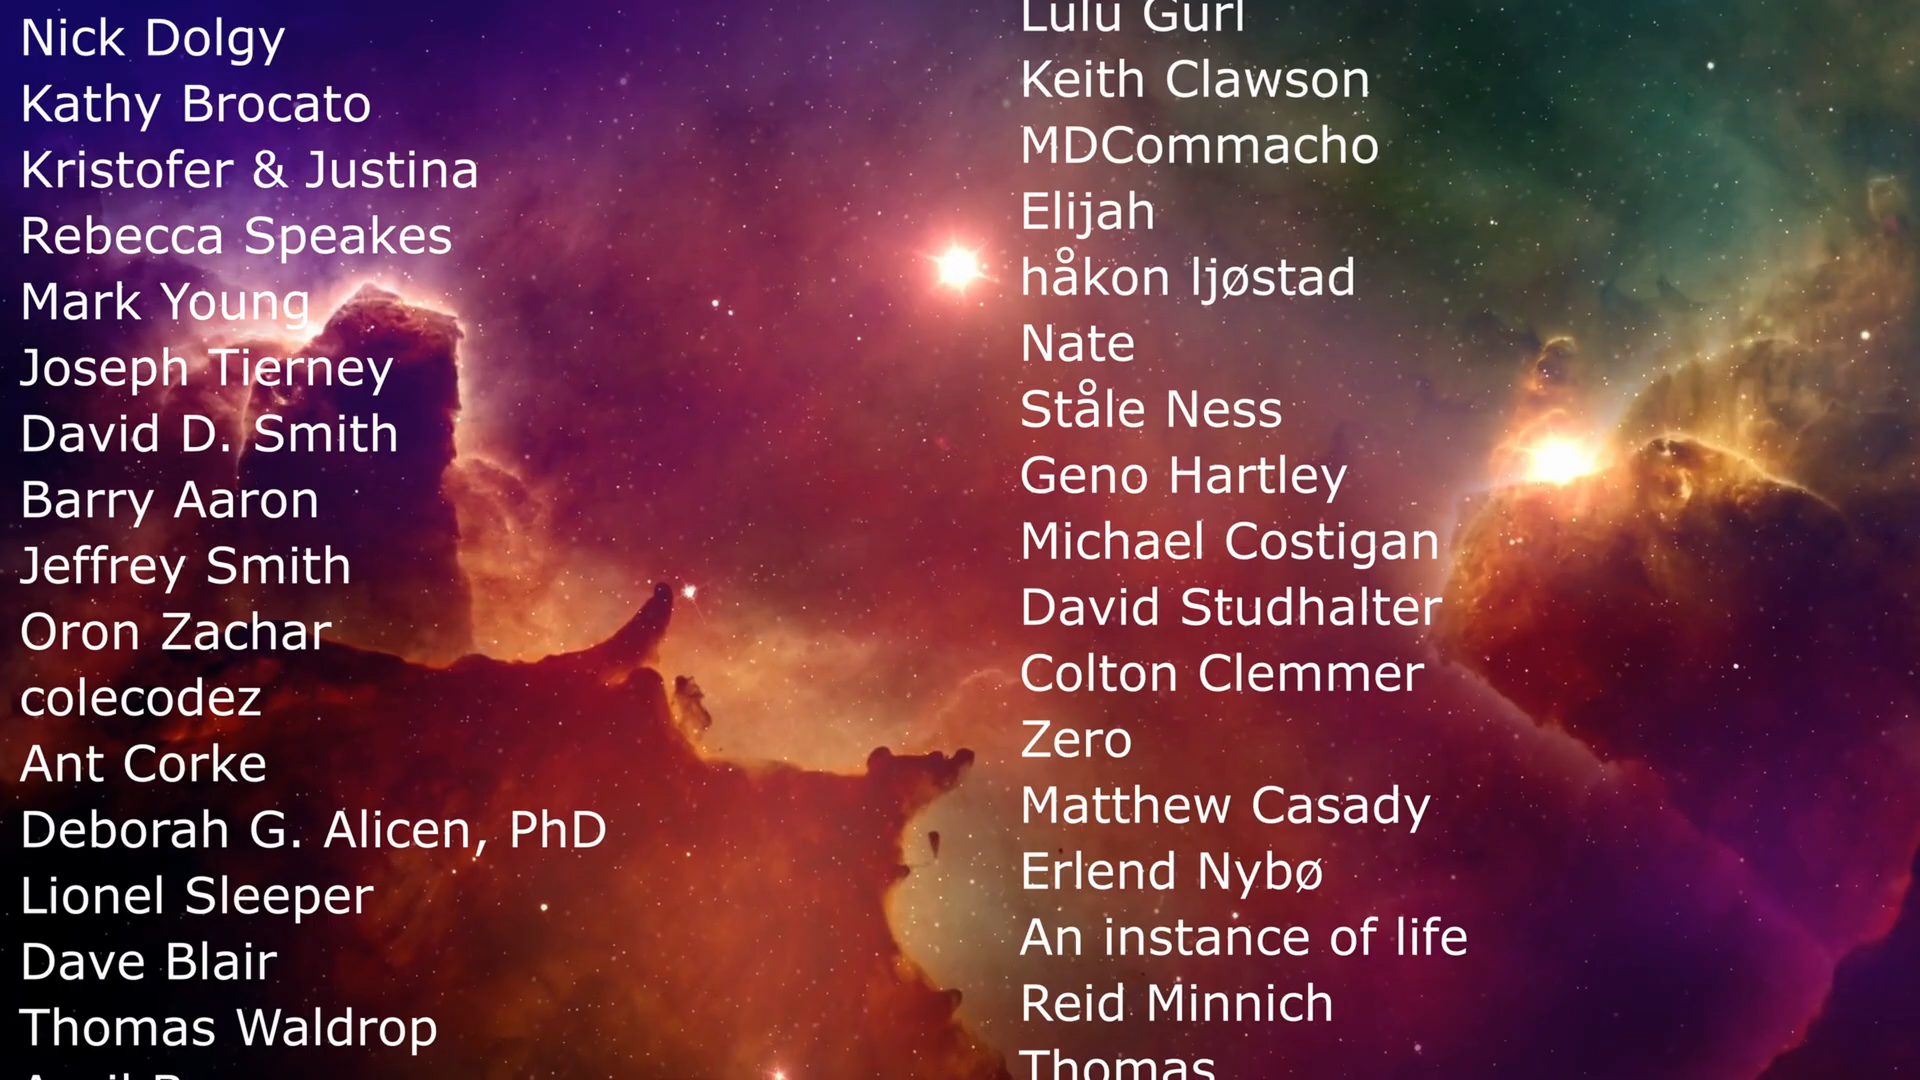 Nick Dolgy
Kathy Brocato
Kristofer & Justina
Rebecca Speakes
Mark Young
Joseph Tierney
David D. Smith
Barry Aaron
Jeffrey Smith
Oron Zachar
colecodez
Ant Corke
Deborah G. Alicen, PhD
Lionel Sleeper
Dave Blair
Thomas Waldrop
Lulu Gurl
Keith Clawson
MDCommacho
Elijah
håkon ljøstad
Nate
Ståle Ness
Geno Hartley
Michael Costigan
David Studhalter
Colton Clemmer
Zero
Matthew Casady
Erlend Nybø
An instance of life
Reid Minnich
Thomas